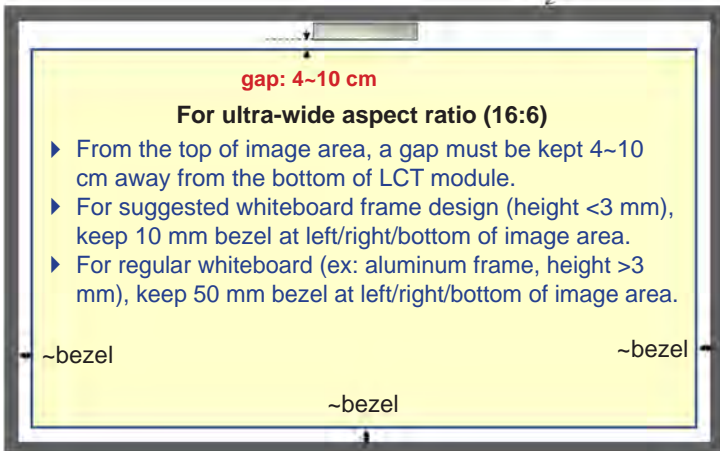 gap: 4~10 cm
For ultra-wide aspect ratio (16:6)
From the top of image area, a gap must be kept 4~10
cm away from the bottom of LCT module.
For suggested whiteboard frame design (height <3 mm),
keep 10 mm bezel at left/right/bottom of image area.
For regular whiteboard (ex: aluminum frame, height >3
mm), keep 50 mm bezel at left/right/bottom of image area.
~bezel
~bezel
~bezel